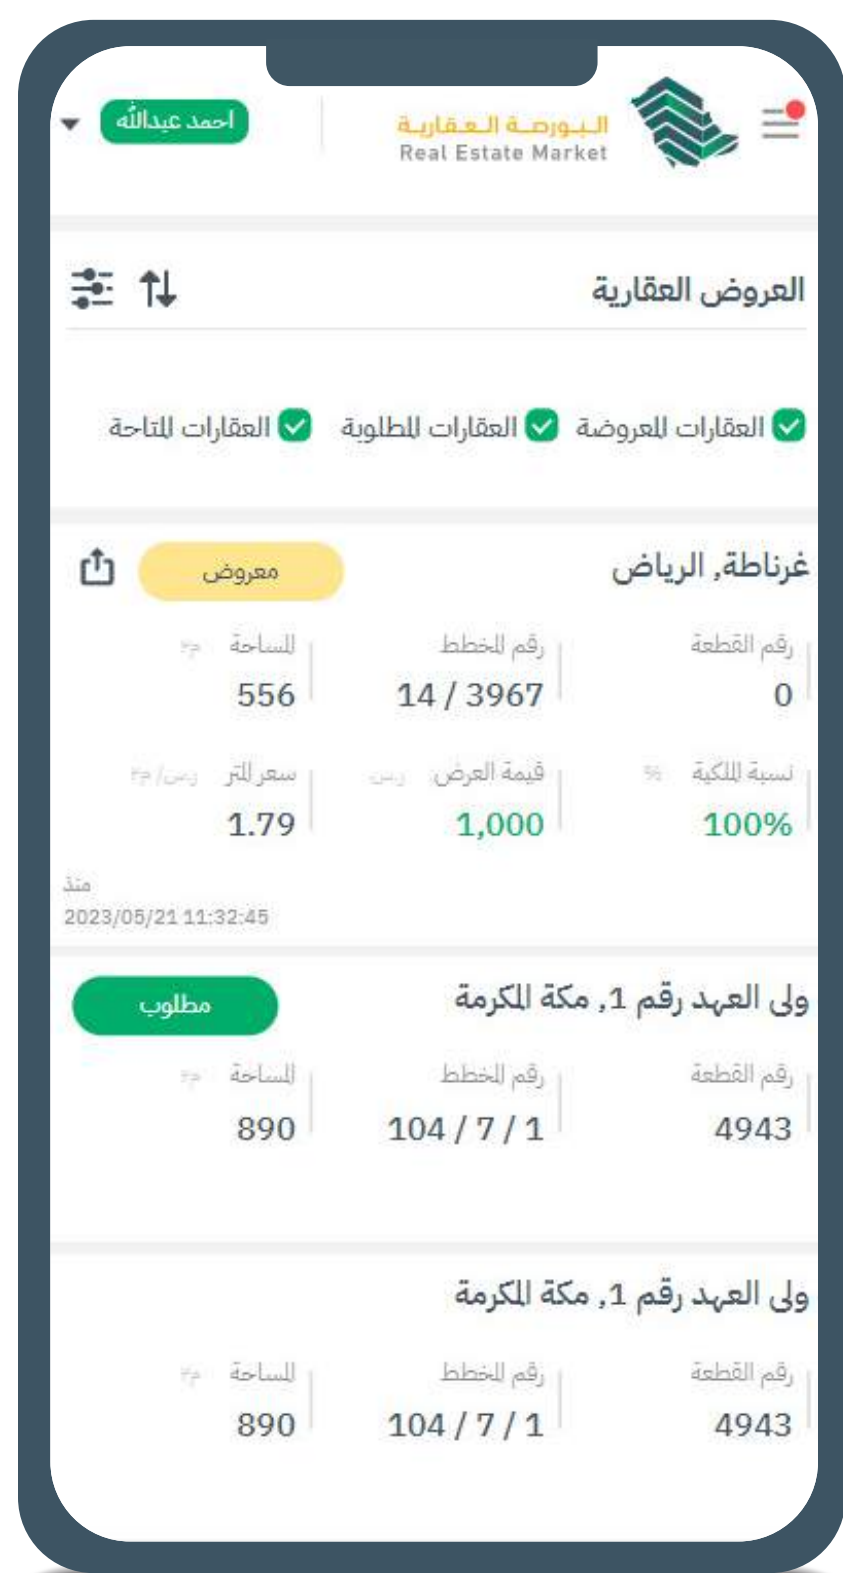 البورصة العقارية
Real Estate Market
احمد عبدالله
العروض العقارية
العقارات المعروضة العقارات المطلوبة العقارات المتاحة
غرناطة, الرياض معروض
رقم القطعة رقم المخطط المساحة م٢
0 14 / 3967 556
نسبة الملكية % قيمة العرض ر.س. سعر المتر ر.س/ م٢
100% 1,000 1.79
منذ
2023/05/21 11:32:45
ولى العهد رقم 1, مكة المكرمة مطلوب
رقم القطعة رقم المخطط المساحة م٢
4943 104 / 7 / 1 890
ولى العهد رقم 1, مكة المكرمة
رقم القطعة رقم المخطط المساحة م٢
4943 104 / 7 / 1 890